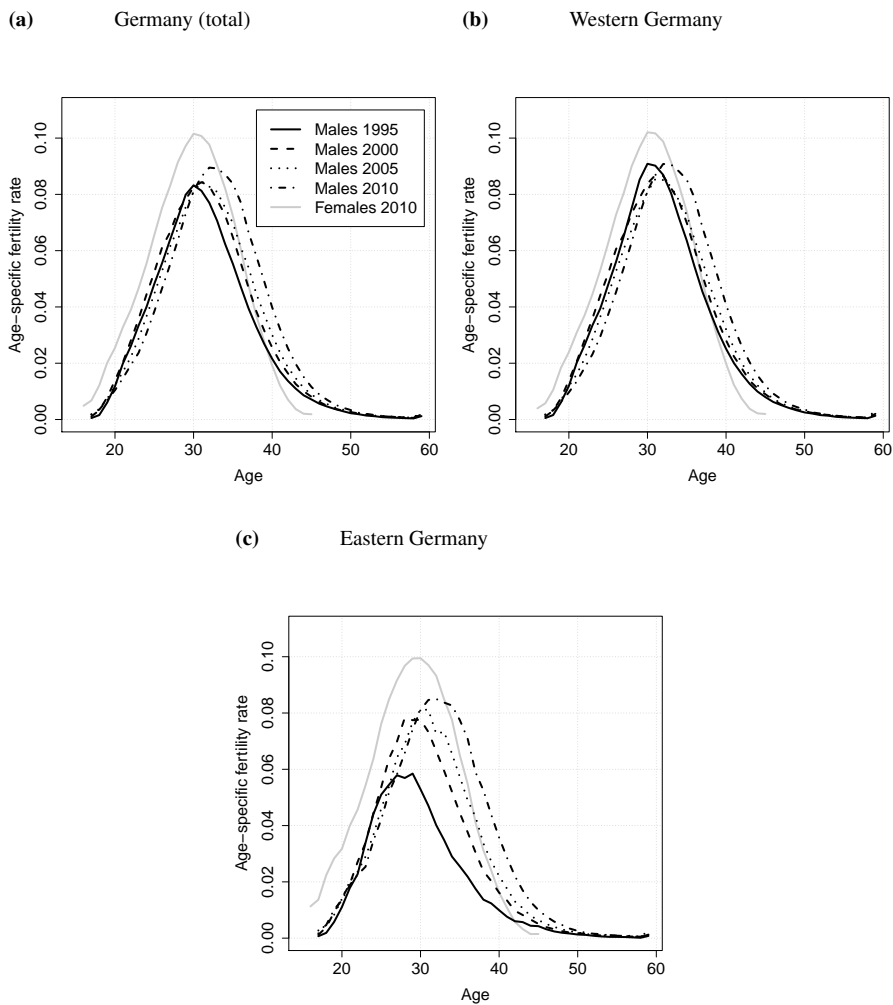 (a) Germany (total)
(b) Western Germany
Age−specific fertility rate
0.00 0.02 0.04 0.06 0.08 0.10
Males 1995
Males 2000
Males 2005
Males 2010
Females 2010
20 30 40 50 60
Age
Age−specific fertility rate
0.00 0.02 0.04 0.06 0.08 0.10
20 30 40 50 60
Age
(c) Eastern Germany
Age−specific fertility rate
0.00 0.02 0.04 0.06 0.08 0.10
20 30 40 50 60
Age